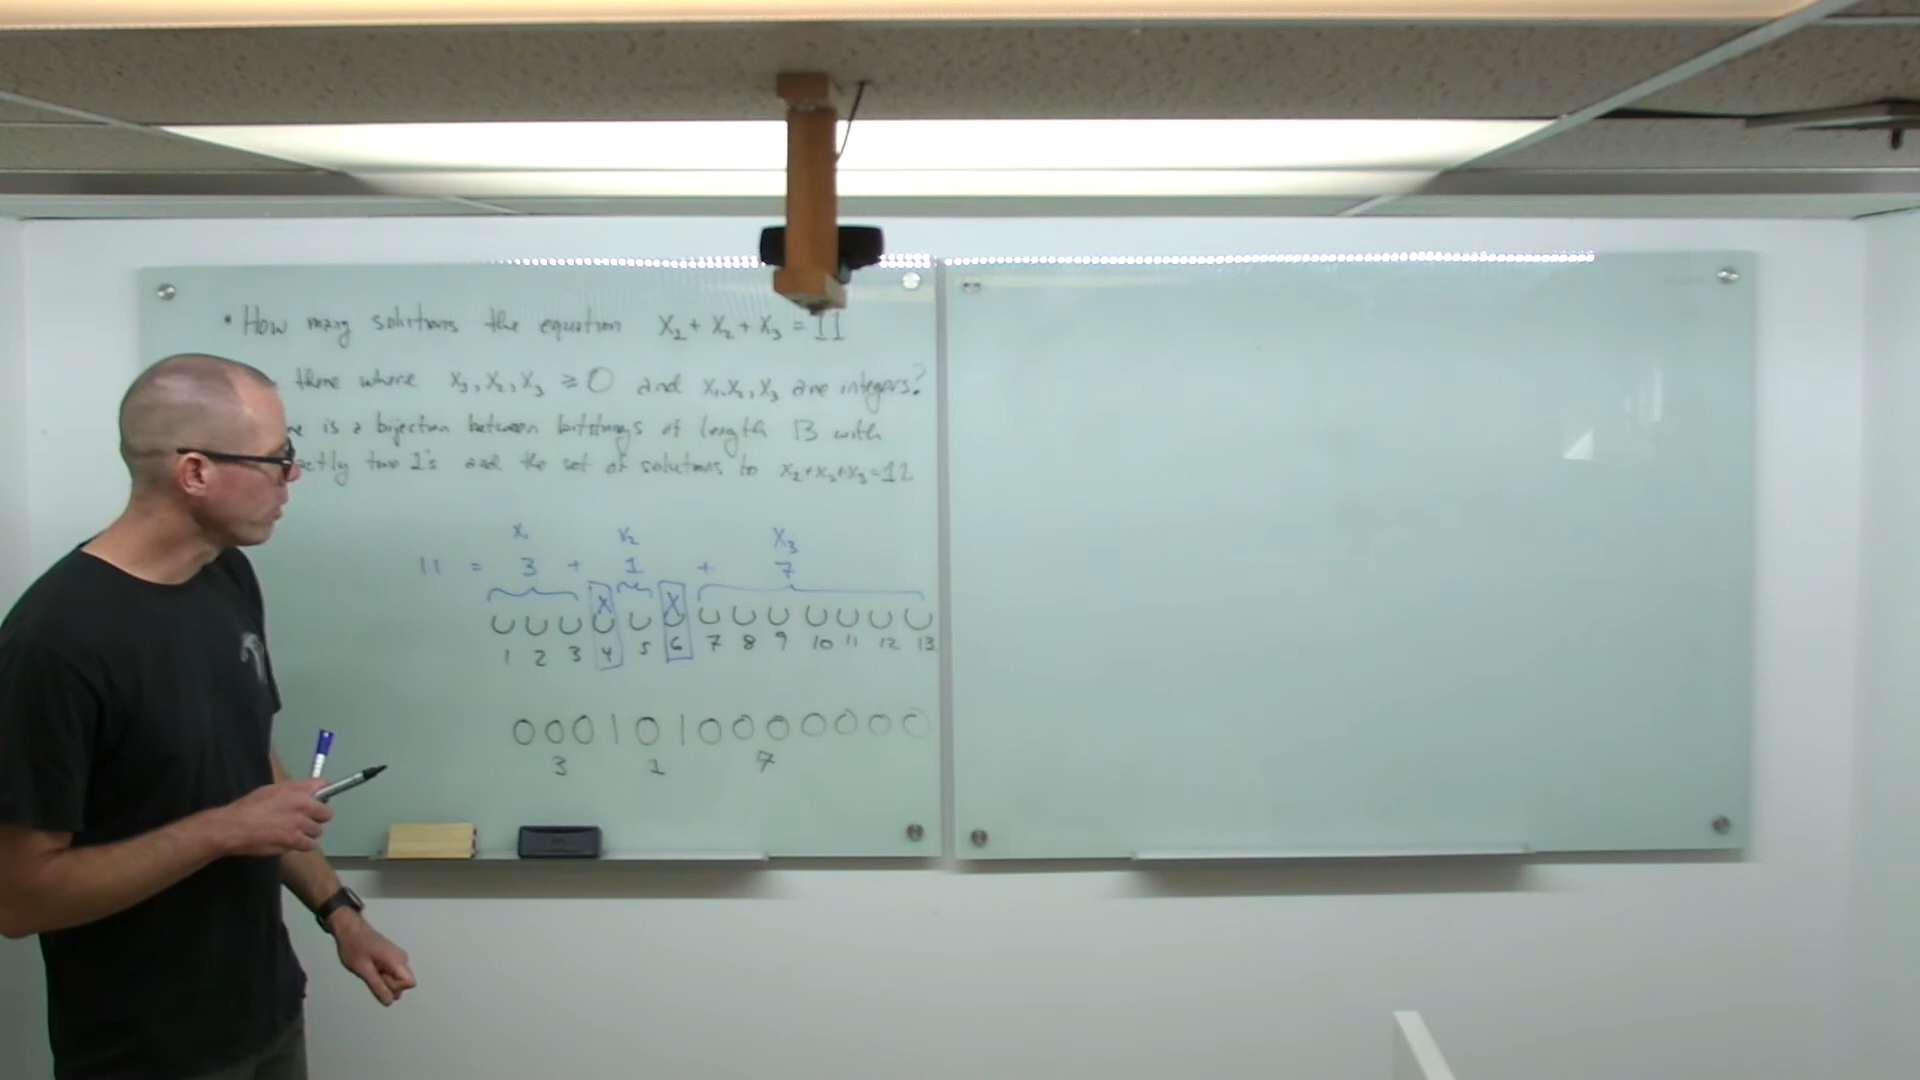 • How many solutions the equation x₁ + x₂ + x₃ = 11
there where x₁, x₂, x₃ ≥ 0 and x₁, x₂, x₃ are integers?
is a bijection between bitstrings of length 13 with
two 1's and the set of solutions to x₁+x₂+x₃=11
x₁ x₂ x₃
11 = 3 + 1 + 7
X X
1 2 3 4 5 6 7 8 9 10 11 12 13
0 0 0 1 0 1 0 0 0 0 0 0 0
3 1 7